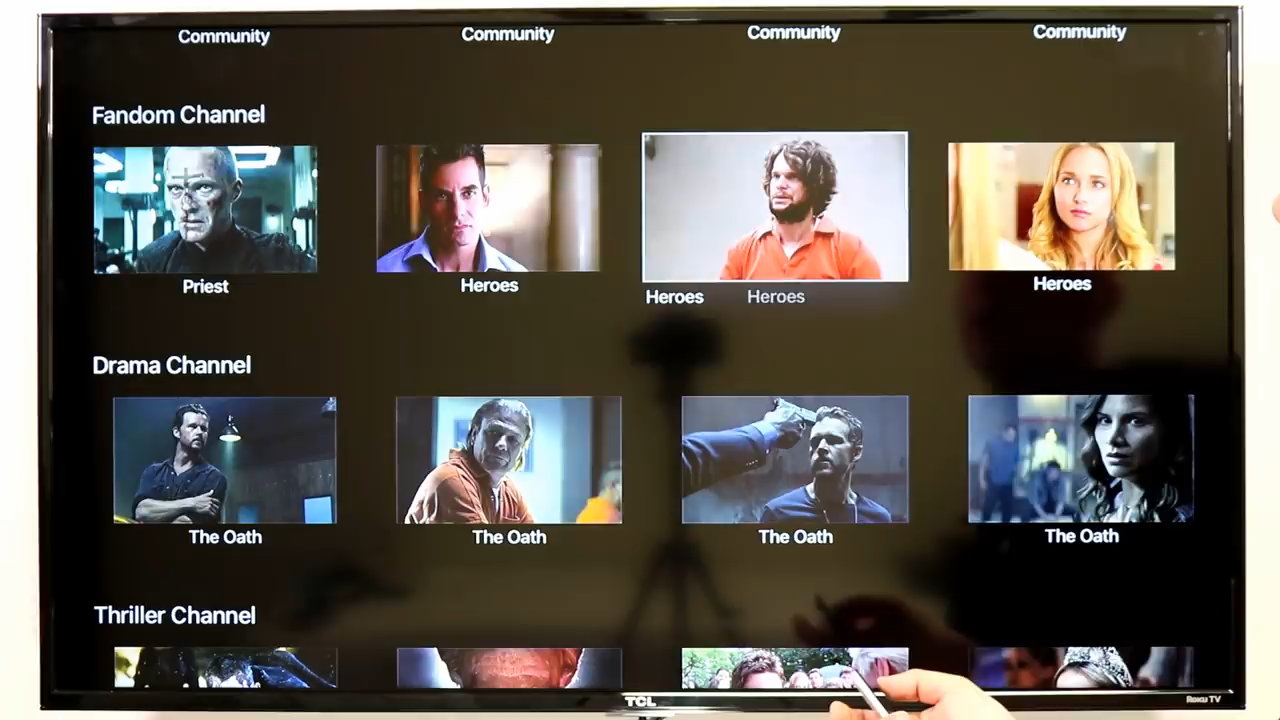 Community Community Community Community
Fandom Channel
Priest Heroes Heroes Heroes Heroes
Drama Channel
The Oath The Oath The Oath The Oath
Thriller Channel
TCL Roku TV